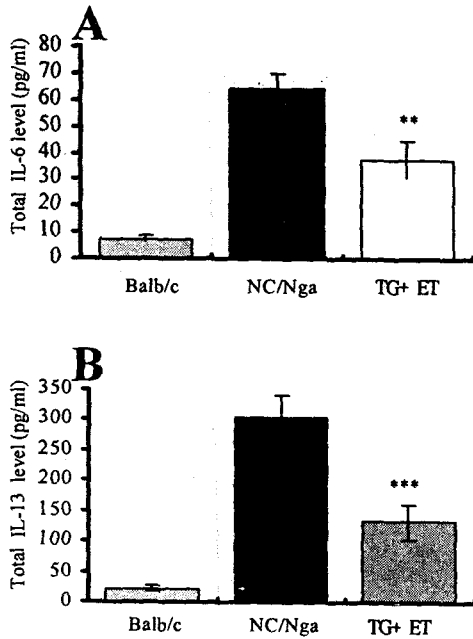 A
Total IL-6 level (pg/ml)
80
70
60
50
40
30
20
10
0
**
Balb/c
NC/Nga
TG+ ET
B
Total IL-13 level (pg/ml)
350
300
250
200
150
100
50
0
***
Balb/c
NC/Nga
TG+ ET